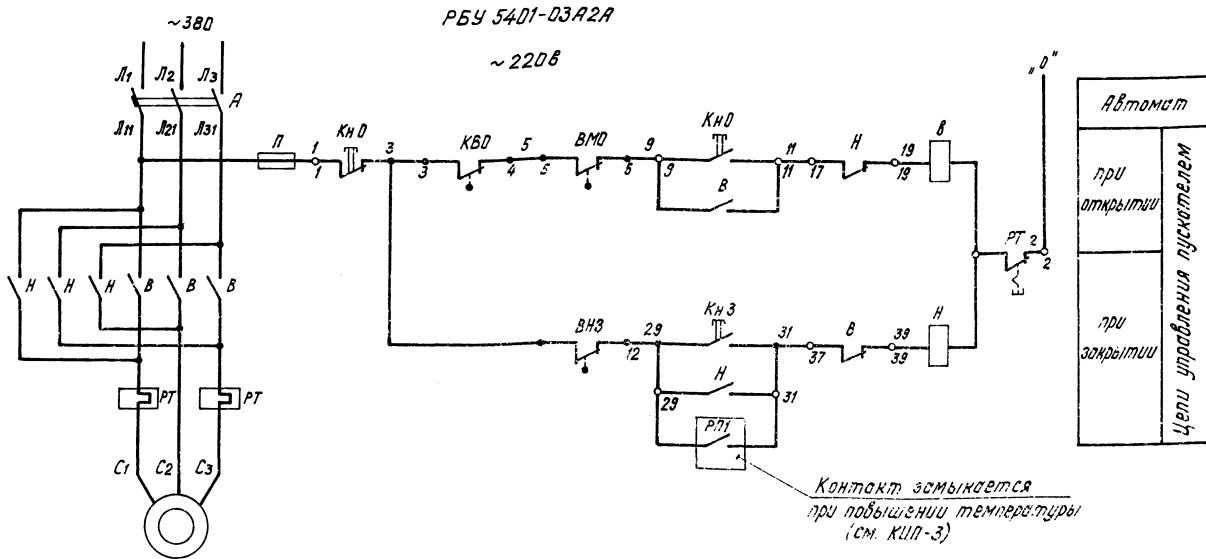 РБУ 5401-03А2А
~380
~220в
"О"
Л1 Л2 Л3
А
Л11 Л21 Л31
П
1
1
КнО
3
3
КВО
5
4
5
ВМО
6
9
9
КнО
11
11
В
17
Н
19
19
В
РТ
2
2
Н Н Н В В В
ВНЗ
12
29
КнЗ
31
37
В
39
39
Н
Н
29
31
РП1
РТ РТ
С1 С2 С3
Контакт замыкается
при повышении температуры
(см. КИП-3)
Автомат
при
открытии
при
закрытии
Цепи управления пускателем